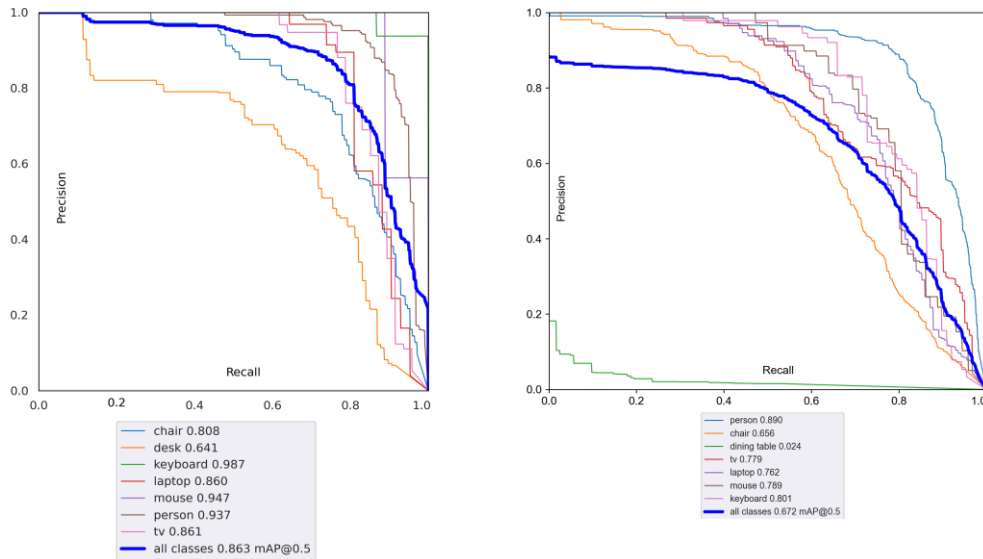 1.0
0.8
0.6
0.4
0.2
0.0
Precision
Recall
0.0
0.2
0.4
0.6
0.8
1.0
chair 0.808
desk 0.641
keyboard 0.987
laptop 0.860
mouse 0.947
person 0.937
tv 0.861
all classes 0.863 mAP@0.5
1.0
0.8
0.6
0.4
0.2
0.0
Precision
Recall
0.0
0.2
0.4
0.6
0.8
1.0
person 0.890
chair 0.656
dining table 0.024
tv 0.779
laptop 0.762
mouse 0.789
keyboard 0.801
all classes 0.672 mAP@0.5